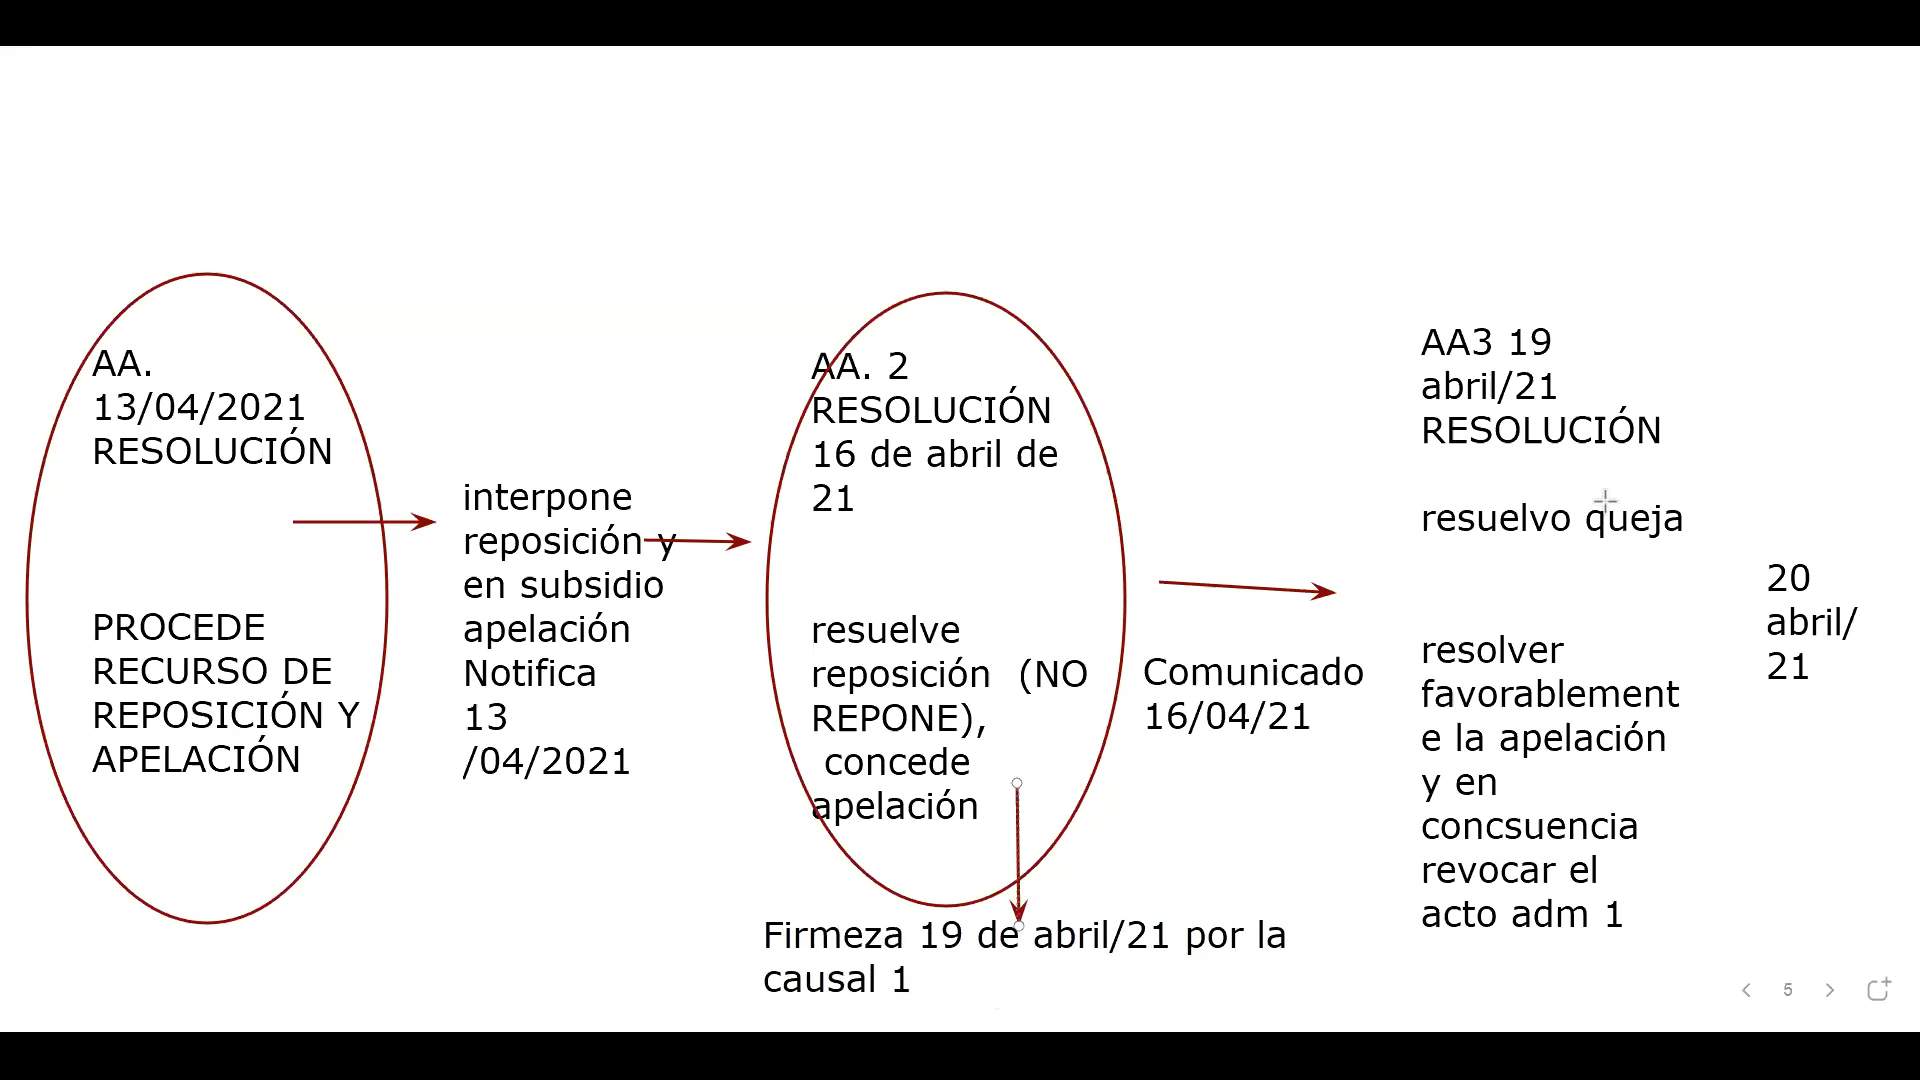 AA.
13/04/2021
RESOLUCIÓN
PROCEDE
RECURSO DE
REPOSICIÓN Y
APELACIÓN
interpone
reposición y
en subsidio
apelación
Notifica
13
/04/2021
AA. 2
RESOLUCIÓN
16 de abril de
21
resuelve
reposición (NO
REPONE),
concede
apelación
Firmeza 19 de abril/21 por la
causal 1
Comunicado
16/04/21
AA3 19
abril/21
RESOLUCIÓN
resuelvo queja
resolver
favorablement
e la apelación
y en
concsuencia
revocar el
acto adm 1
20
abril/
21
5